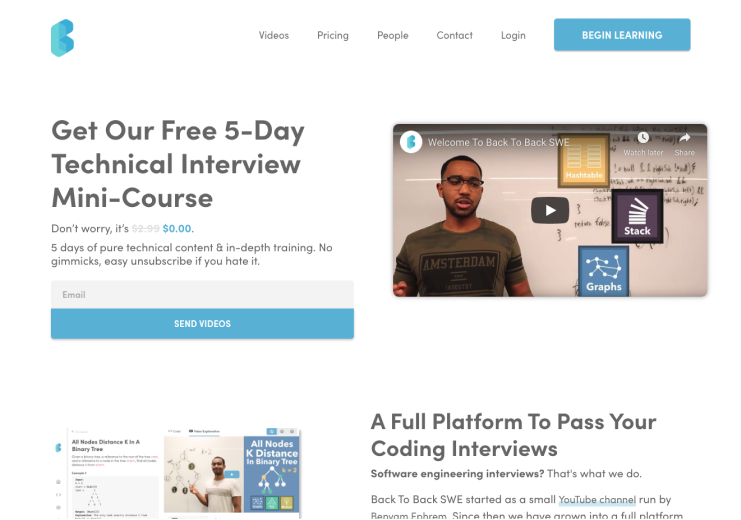 Videos Pricing People Contact Login BEGIN LEARNING
Get Our Free 5-Day
Technical Interview
Mini-Course
Don't worry, it's $2.99 $0.00.
5 days of pure technical content & in-depth training. No
gimmicks, easy unsubscribe if you hate it.
Email
SEND VIDEOS
Welcome To Back To Back SWE
Watch later Share
Hashtable
Stack
Graphs
AMSTERDAM
A Full Platform To Pass Your
Coding Interviews
Software engineering interviews? That's what we do.
Back To Back SWE started as a small YouTube channel run by
Benyam Ephrem. Since then we have grown into a full platform
All Nodes Distance K In A
Binary Tree
Video Explanation
All Nodes
K Distance
In Binary Tree
k = 2